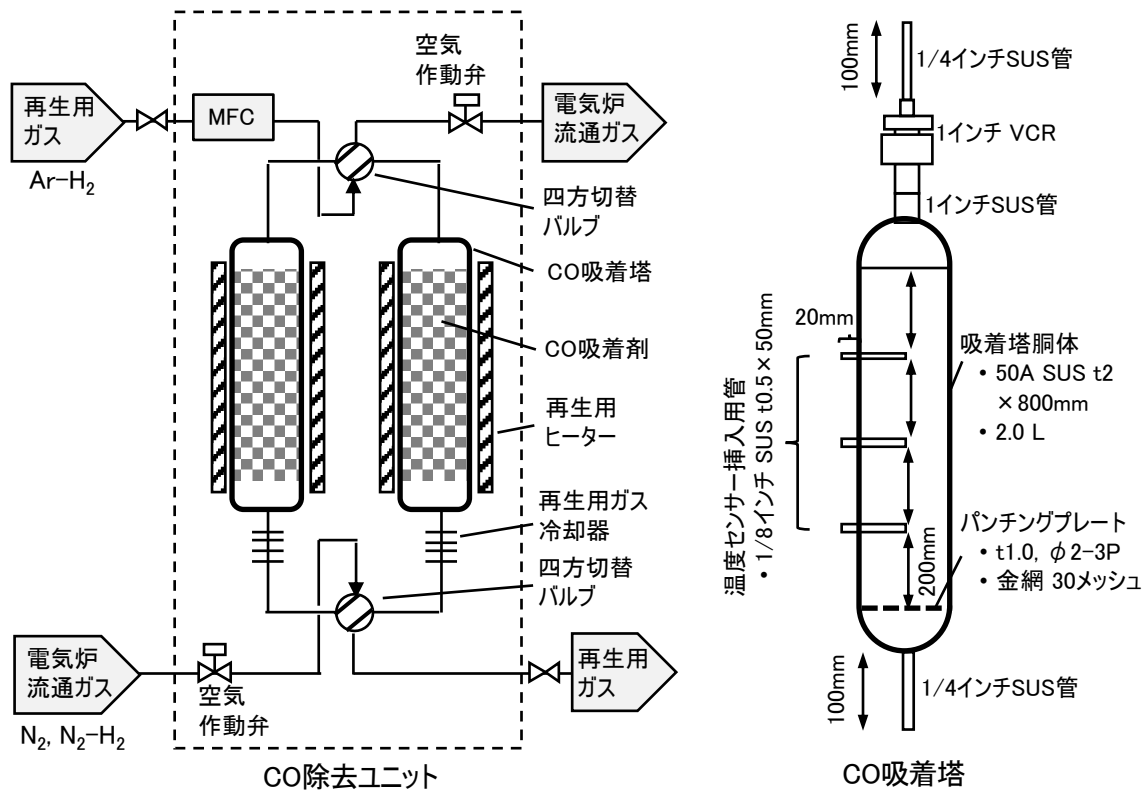 空気
作動弁
再生用
ガス
MFC
電気炉
流通ガス
Ar-H₂
四方切替
バルブ
CO吸着塔
CO吸着剤
再生用
ヒーター
再生用ガス
冷却器
四方切替
バルブ
電気炉
流通ガス
空気
作動弁
再生用
ガス
N₂, N₂-H₂
CO除去ユニット
100mm
1/4インチSUS管
1インチ VCR
1インチSUS管
20mm
温度センサー挿入用管
・1/8インチ SUS t0.5×50mm
吸着塔胴体
・50A SUS t2
×800mm
・2.0 L
200mm
パンチングプレート
・t1.0, φ2-3P
・金網 30メッシュ
100mm
1/4インチSUS管
CO吸着塔